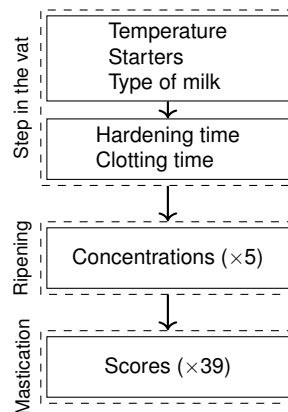 Step in the vat
Temperature
Starters
Type of milk
Hardening time
Clotting time
Ripening
Concentrations (×5)
Mastication
Scores (×39)